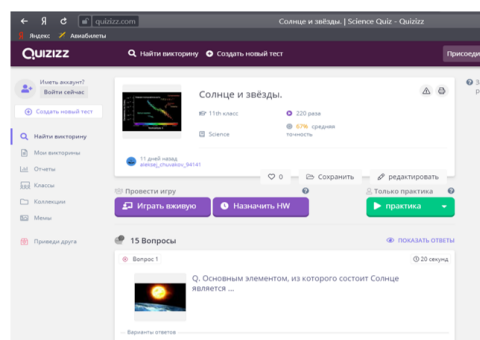 Я quizizz.com Солнце и звёзды. | Science Quiz - Quizizz
Яндекс Авиабилеты
QUIZIZZ Найти викторину Создать новый тест Присоеди
Иметь аккаунт?
Войти сейчас
Создать новый тест
Найти викторину
Мои викторины
Отчеты
Классы
Коллекции
Мемы
Приведи друга
Солнце и звёзды.
11th класс 220 разе
Science 67% средняя точность
11 дней назад
aleksej_chuvakov_94141
0 Сохранить редактировать
Провести игру Только практика
Играть вживую Назначить HW практика
15 Вопросы ПОКАЗАТЬ ОТВЕТЫ
Вопрос 1 20 секунд
Q. Основным элементом, из которого состоит Солнце
является ...
Варианты ответов